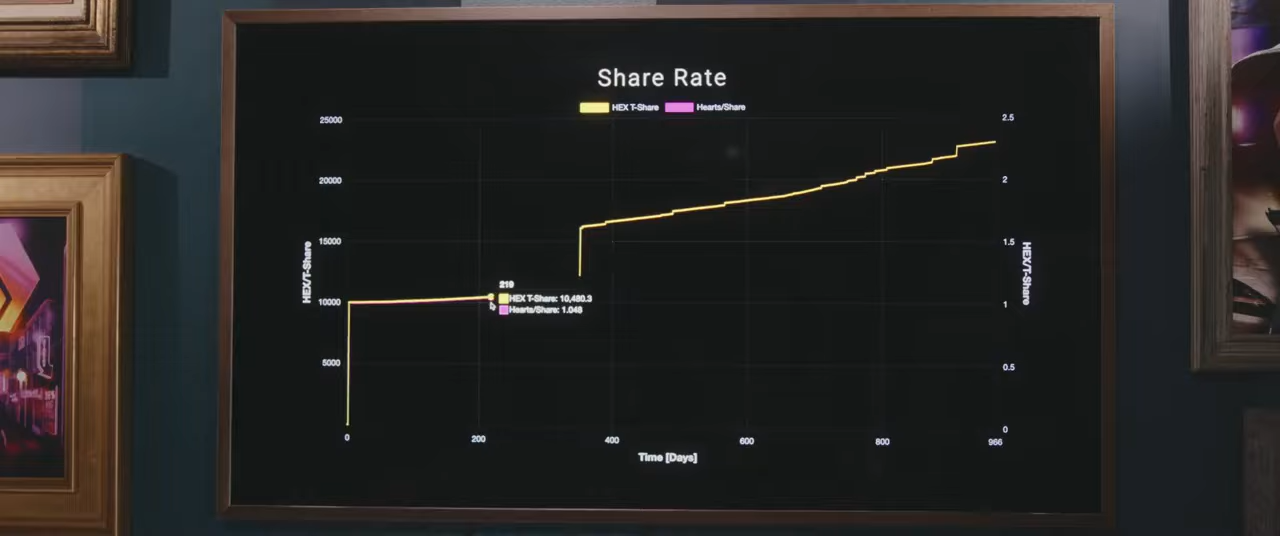 Share Rate
HEX T-Share Hearts/Share
25000
20000
15000
10000
5000
HEX/T-Share
2.5
2
1.5
1
0.5
0
HEX/T-Share
219
HEX T-Share: 10,480.3
Hearts/Share: 1.048
0 200 400 600 800 966
Time [Days]